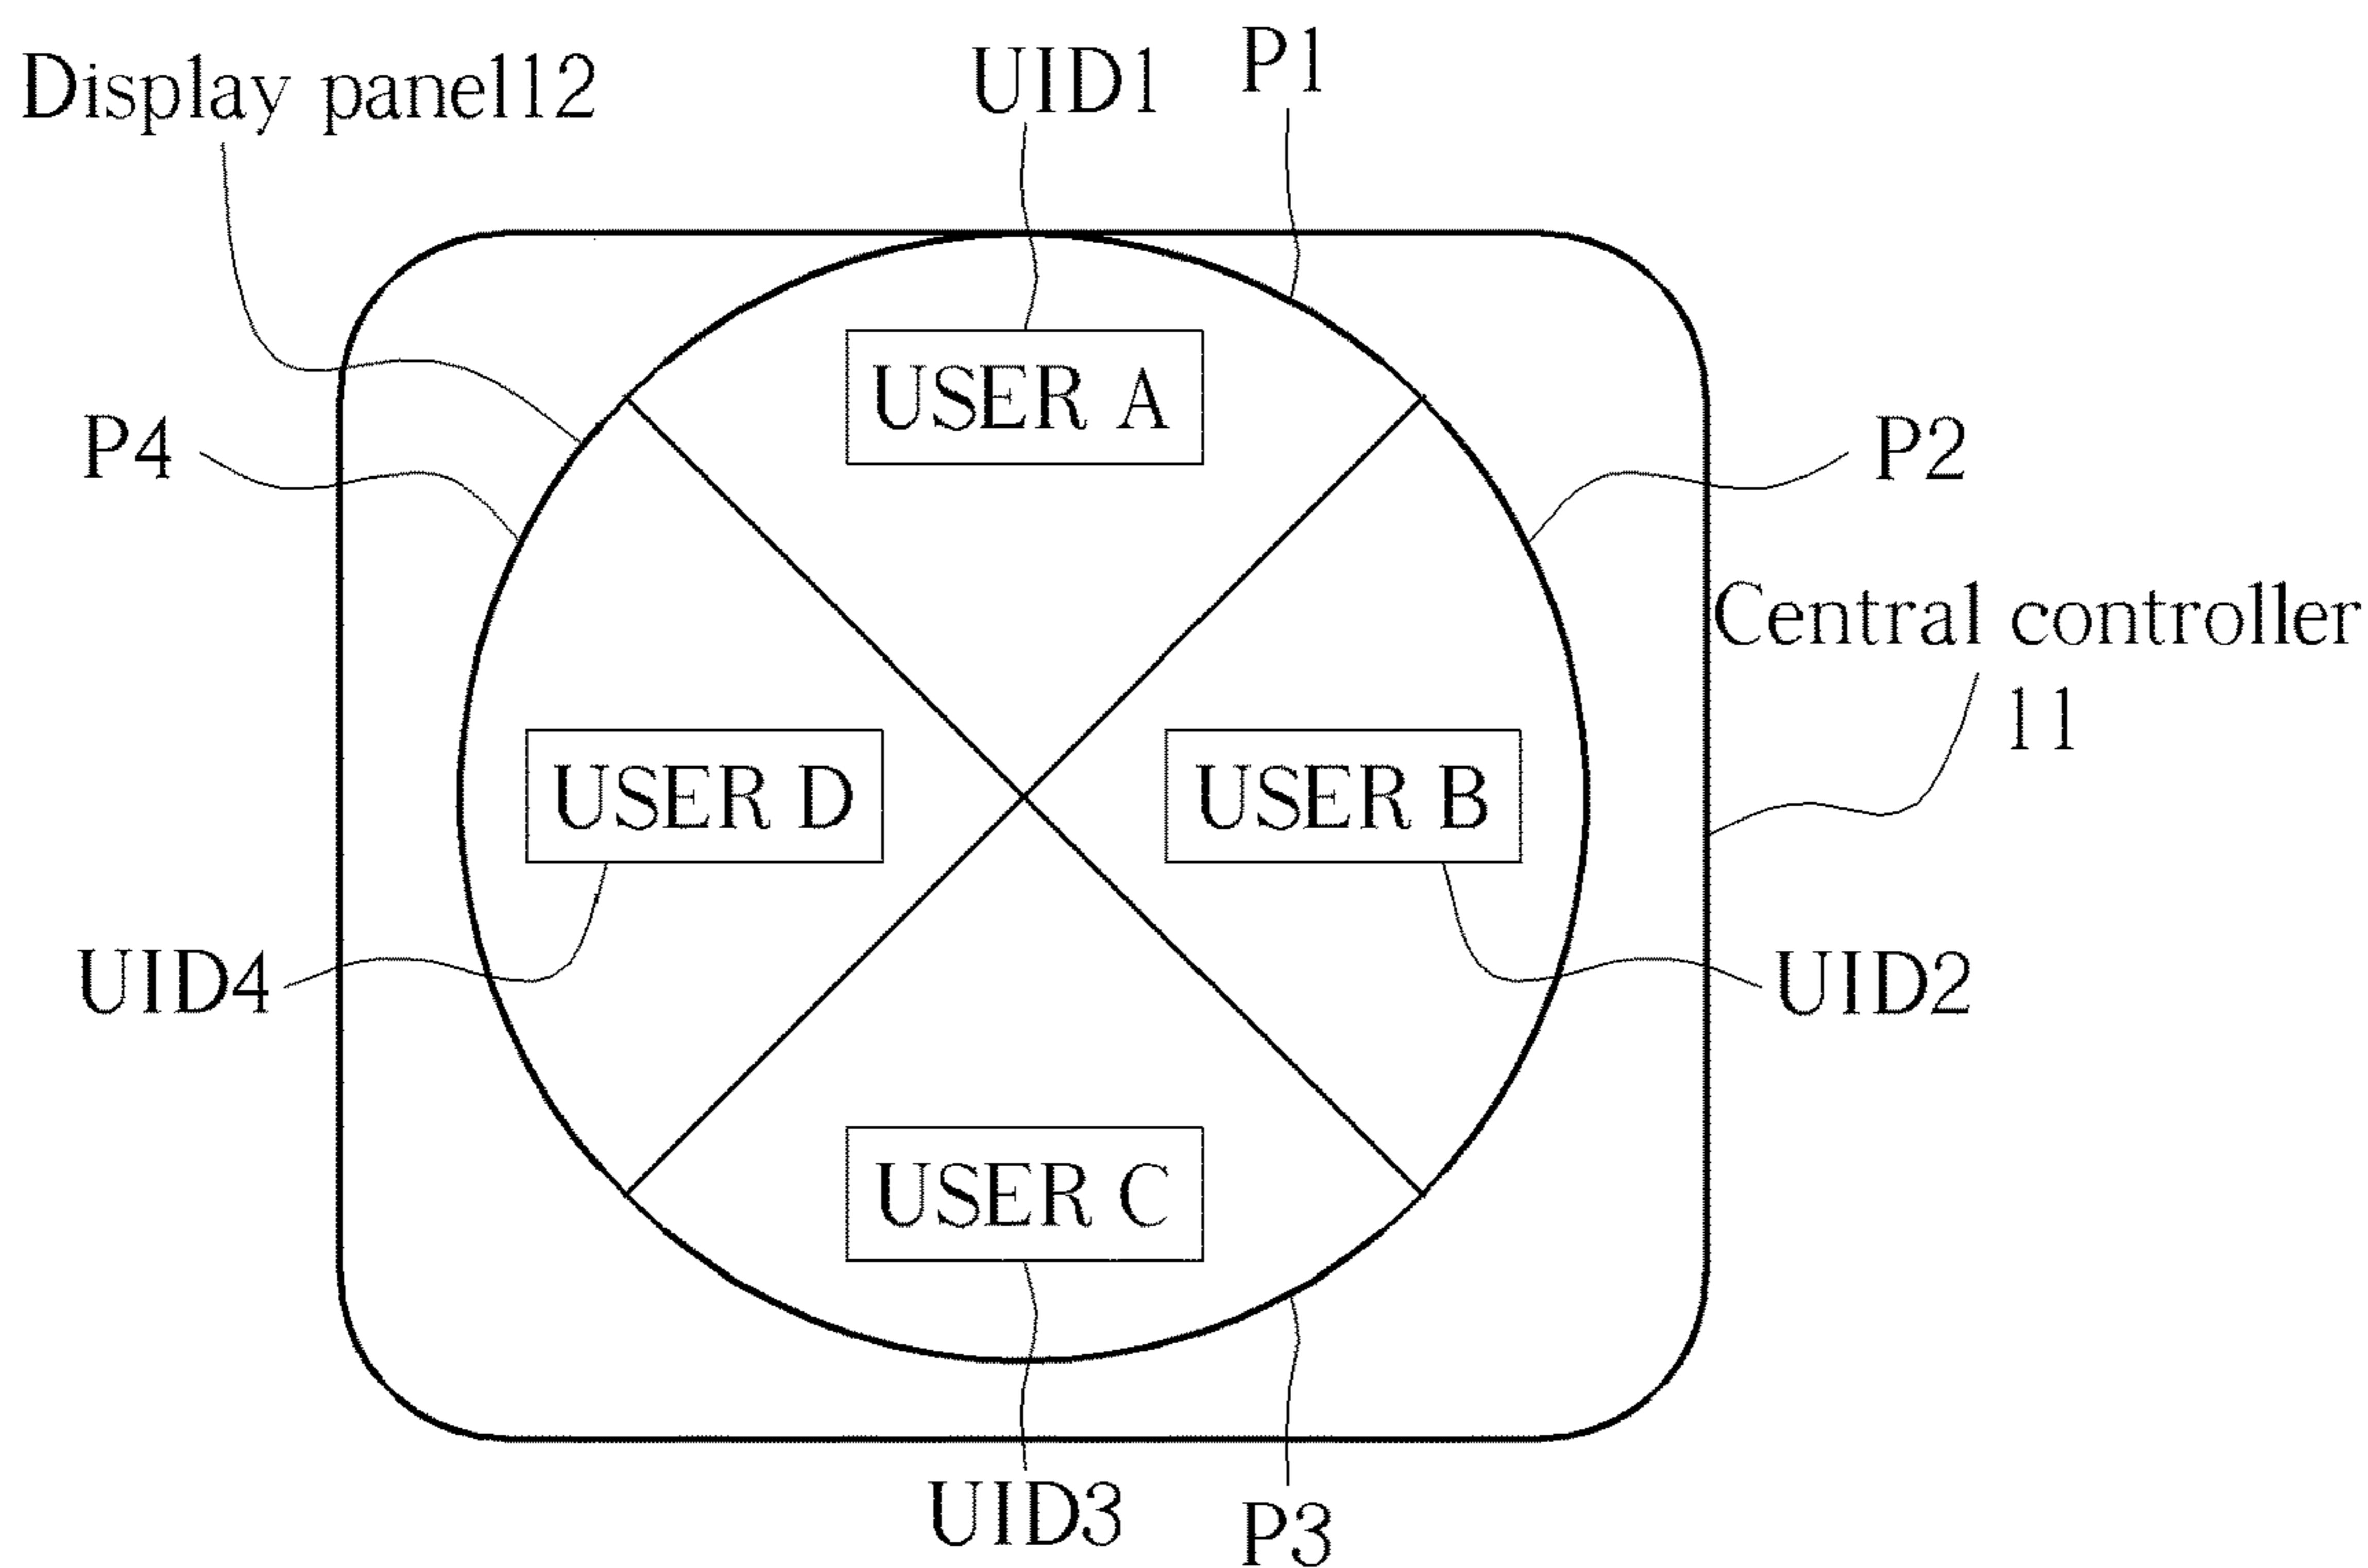 P1
UID1
Display panel12
USER A
P4
P2
Central controller
11
USER D
USER B
UID4
UID2
USER C
UID3
P3